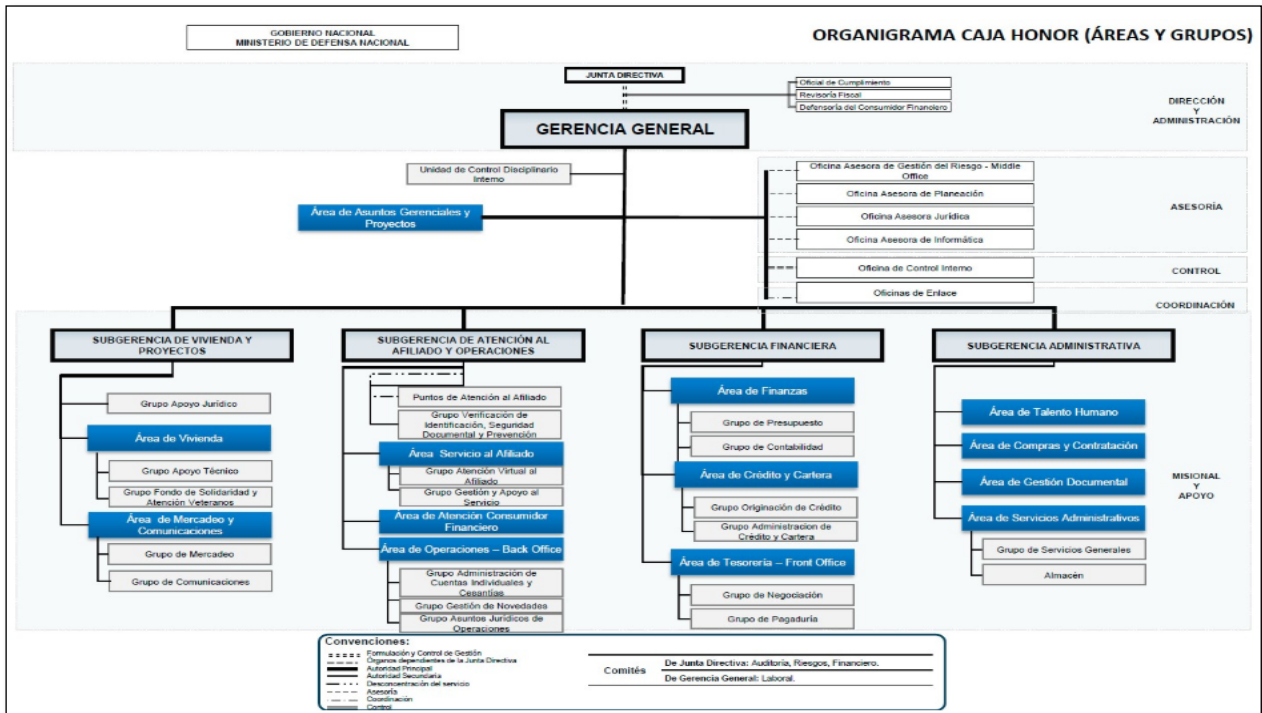 GOBIERNO NACIONAL
MINISTERIO DE DEFENSA NACIONAL
ORGANIGRAMA CAJA HONOR (ÁREAS Y GRUPOS)
JUNTA DIRECTIVA
Oficial de Cumplimiento
Revisoría Fiscal
Defensoría del Consumidor Financiero
DIRECCIÓN
Y
ADMINISTRACIÓN
GERENCIA GENERAL
Unidad de Control Disciplinario
Interno
Área de Asuntos Gerenciales y
Proyectos
Oficina Asesora de Gestión del Riesgo - Middle
Office
Oficina Asesora de Planeación
Oficina Asesora Jurídica
Oficina Asesora de Informática
ASESORÍA
Oficina de Control Interno
CONTROL
Oficinas de Enlace
COORDINACIÓN
SUBGERENCIA DE VIVIENDA Y
PROYECTOS
Grupo Apoyo Jurídico
Área de Vivienda
Grupo Apoyo Técnico
Grupo Fondo de Solidaridad y
Atención Veteranos
Área de Mercadeo y
Comunicaciones
Grupo de Mercadeo
Grupo de Comunicaciones
SUBGERENCIA DE ATENCIÓN AL
AFILIADO Y OPERACIONES
Puntos de Atención al Afiliado
Grupo Verificación de
Identificación, Seguridad
Documental y Prevención
Área Servicio al Afiliado
Grupo Atención Virtual al
Afiliado
Grupo Gestión y Apoyo al
Servicio
Área de Atención Consumidor
Financiero
Área de Operaciones – Back Office
Grupo Administración de
Cuentas Individuales y
Cesantías
Grupo Gestión de Novedades
Grupo Asuntos Jurídicos de
Operaciones
SUBGERENCIA FINANCIERA
Área de Finanzas
Grupo de Presupuesto
Grupo de Contabilidad
Área de Crédito y Cartera
Grupo Originación de Crédito
Grupo Administracion de
Crédito y Cartera
Área de Tesorería – Front Office
Grupo de Negociación
Grupo de Pagaduría
SUBGERENCIA ADMINISTRATIVA
Área de Talento Humano
Área de Compras y Contratación
Área de Gestión Documental
Área de Servicios Administrativos
Grupo de Servicios Generales
Almacén
MISIONAL
Y
APOYO
Convenciones:
Formulación y Control de Gestión
Órganos dependientes de la Junta Directiva
Autoridad Principal
Autoridad Secundaria
Desconcentración del servicio
Asesoría
Coordinación
Control
Comités
De Junta Directiva: Auditoría, Riesgos, Financiero.
De Gerencia General: Laboral.